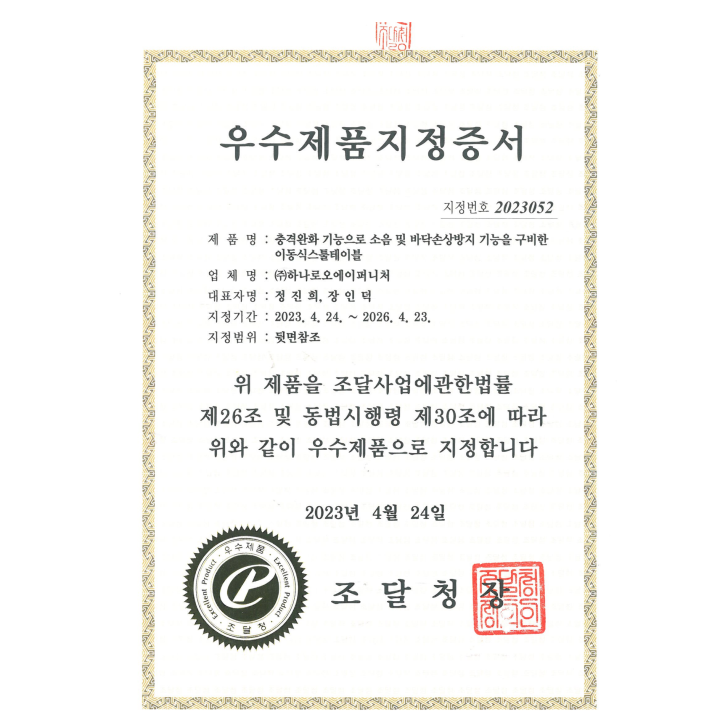 우수제품지정증서
지정번호 2023052
제 품 명 : 충격완화 기능으로 소음 및 바닥손상방지 기능을 구비한
이동식스툴테이블
업 체 명 : ㈜하나로오에이퍼니처
대표자명 : 정 진 희, 장 인 덕
지정기간 : 2023. 4. 24. ~ 2026. 4. 23.
지정범위 : 뒷면참조
위 제품을 조달사업에관한법률
제26조 및 동법시행령 제30조에 따라
위와 같이 우수제품으로 지정합니다
2023년 4월 24일
· 우수제품 ·
Excellent Product
Excellent Product
· 조달청 ·
조 달 청 장